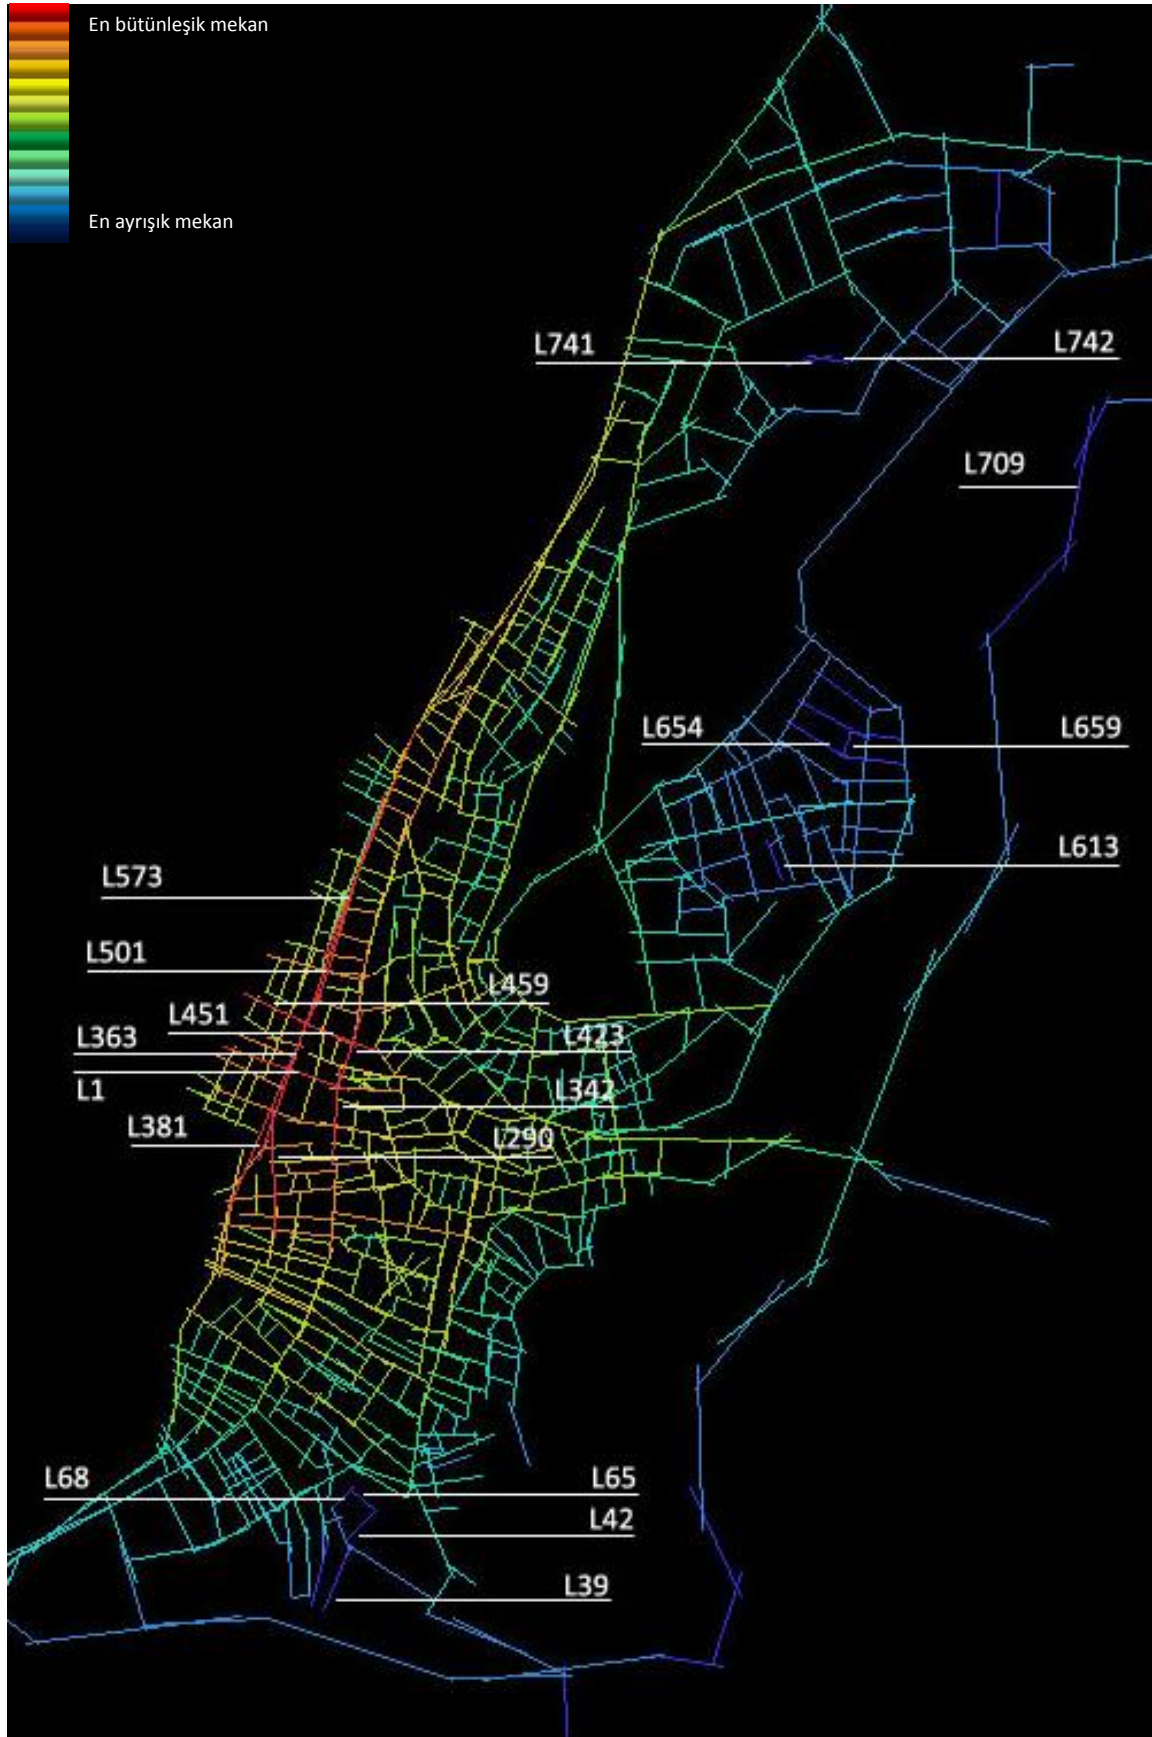 En bütünleşik mekan
En ayrışık mekan
L741
L742
L709
L654
L659
L613
L573
L501
L459
L451
L423
L363
L1
L342
L381
L290
L68
L65
L42
L39